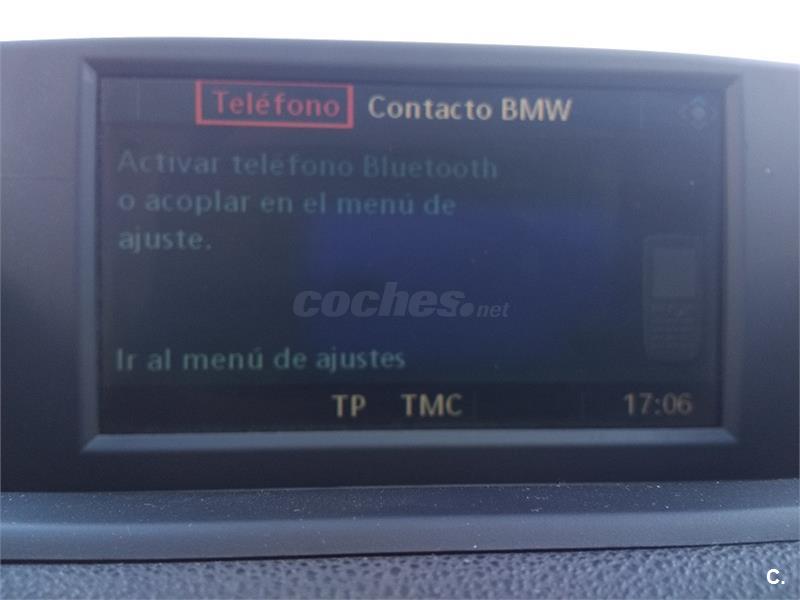 Teléfono Contacto BMW
Activar teléfono Bluetooth
o acoplar en el menú de
ajuste.
coches.net
Ir al menú de ajustes
TP TMC 17:06
C.